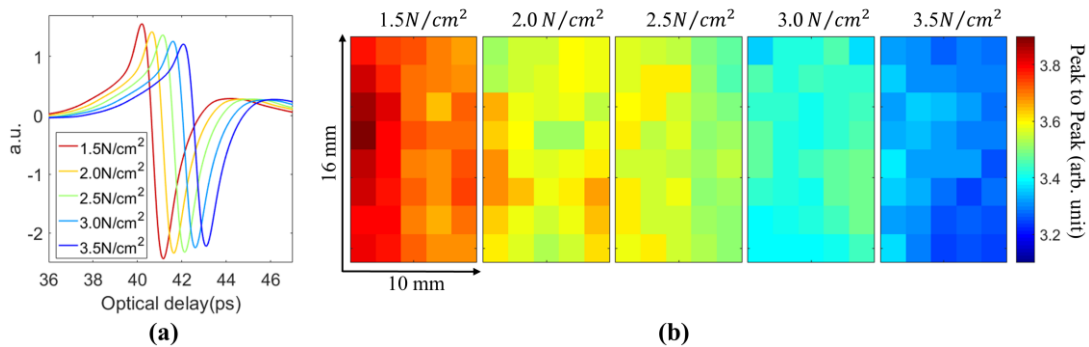 1
0
-1
-2
a.u.
1.5N/cm²
2.0N/cm²
2.5N/cm²
3.0N/cm²
3.5N/cm²
36 38 40 42 44 46
Optical delay(ps)
(a)
1.5N/cm² 2.0 N/cm² 2.5N/cm² 3.0 N/cm² 3.5N/cm²
16 mm
10 mm
3.8
3.6
3.4
3.2
Peak to Peak (arb. unit)
(b)